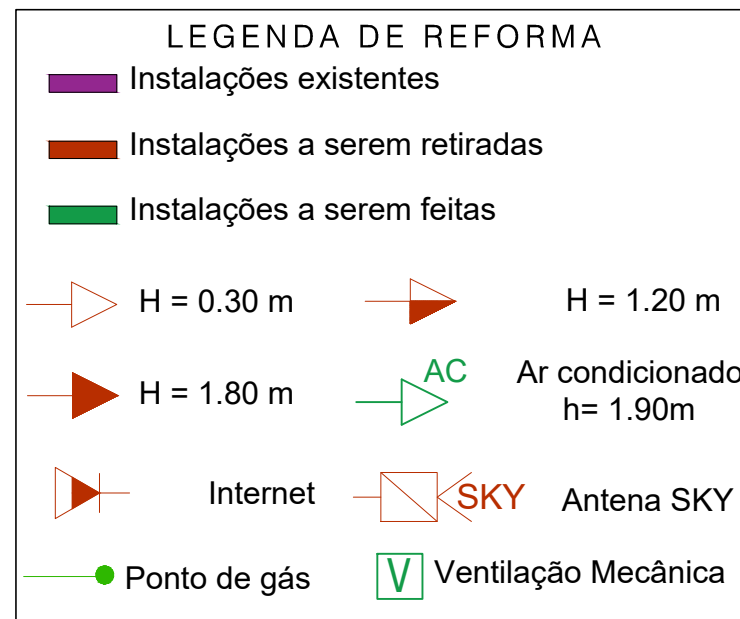 LEGENDA DE REFORMA
Instalações existentes
Instalações a serem retiradas
Instalações a serem feitas
H = 0.30 m
H = 1.20 m
H = 1.80 m
AC
Ar condicionado
h= 1.90m
Internet
SKY
Antena SKY
Ponto de gás
V
Ventilação Mecânica